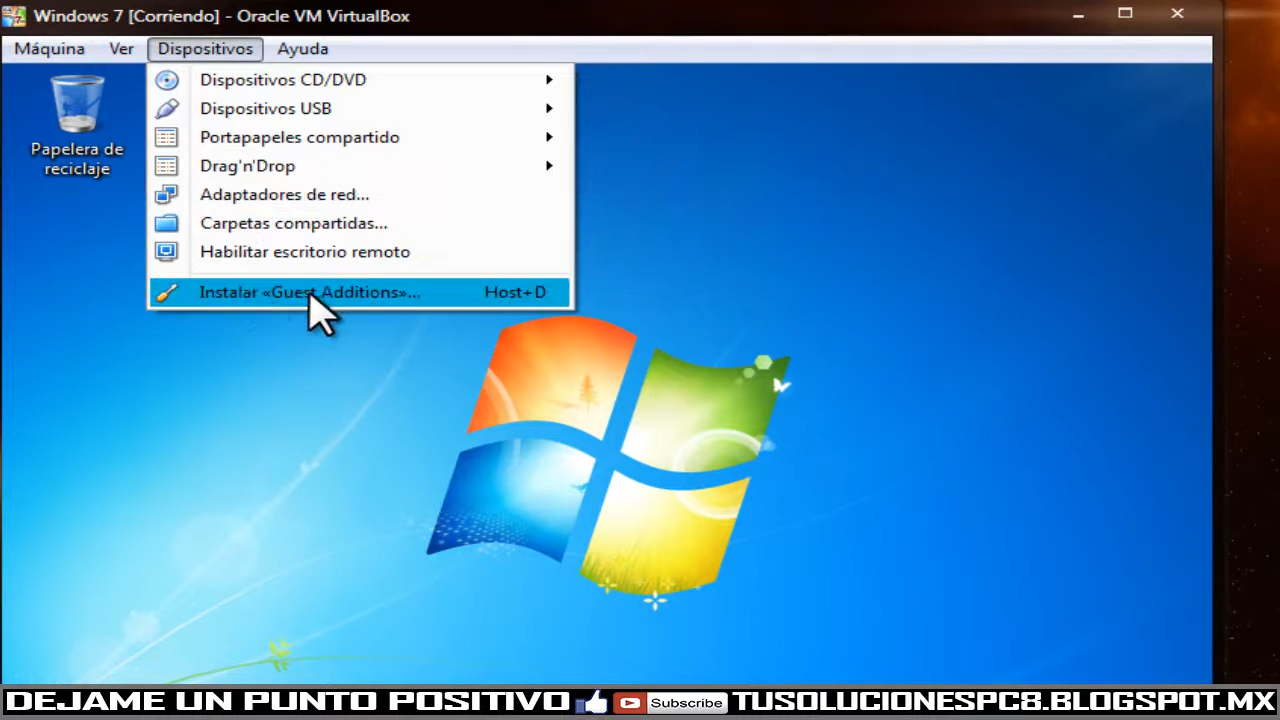 Windows 7 [Corriendo] - Oracle VM VirtualBox
Máquina Ver Dispositivos Ayuda
Dispositivos CD/DVD
Dispositivos USB
Portapapeles compartido
Drag'n'Drop
Adaptadores de red...
Carpetas compartidas...
Habilitar escritorio remoto
Instalar «Guest Additions»... Host+D
Papelera de
reciclaje
DEJAME UN PUNTO POSITIVO Subscribe TUSOLUCIONESPC8.BLOGSPOT.MX